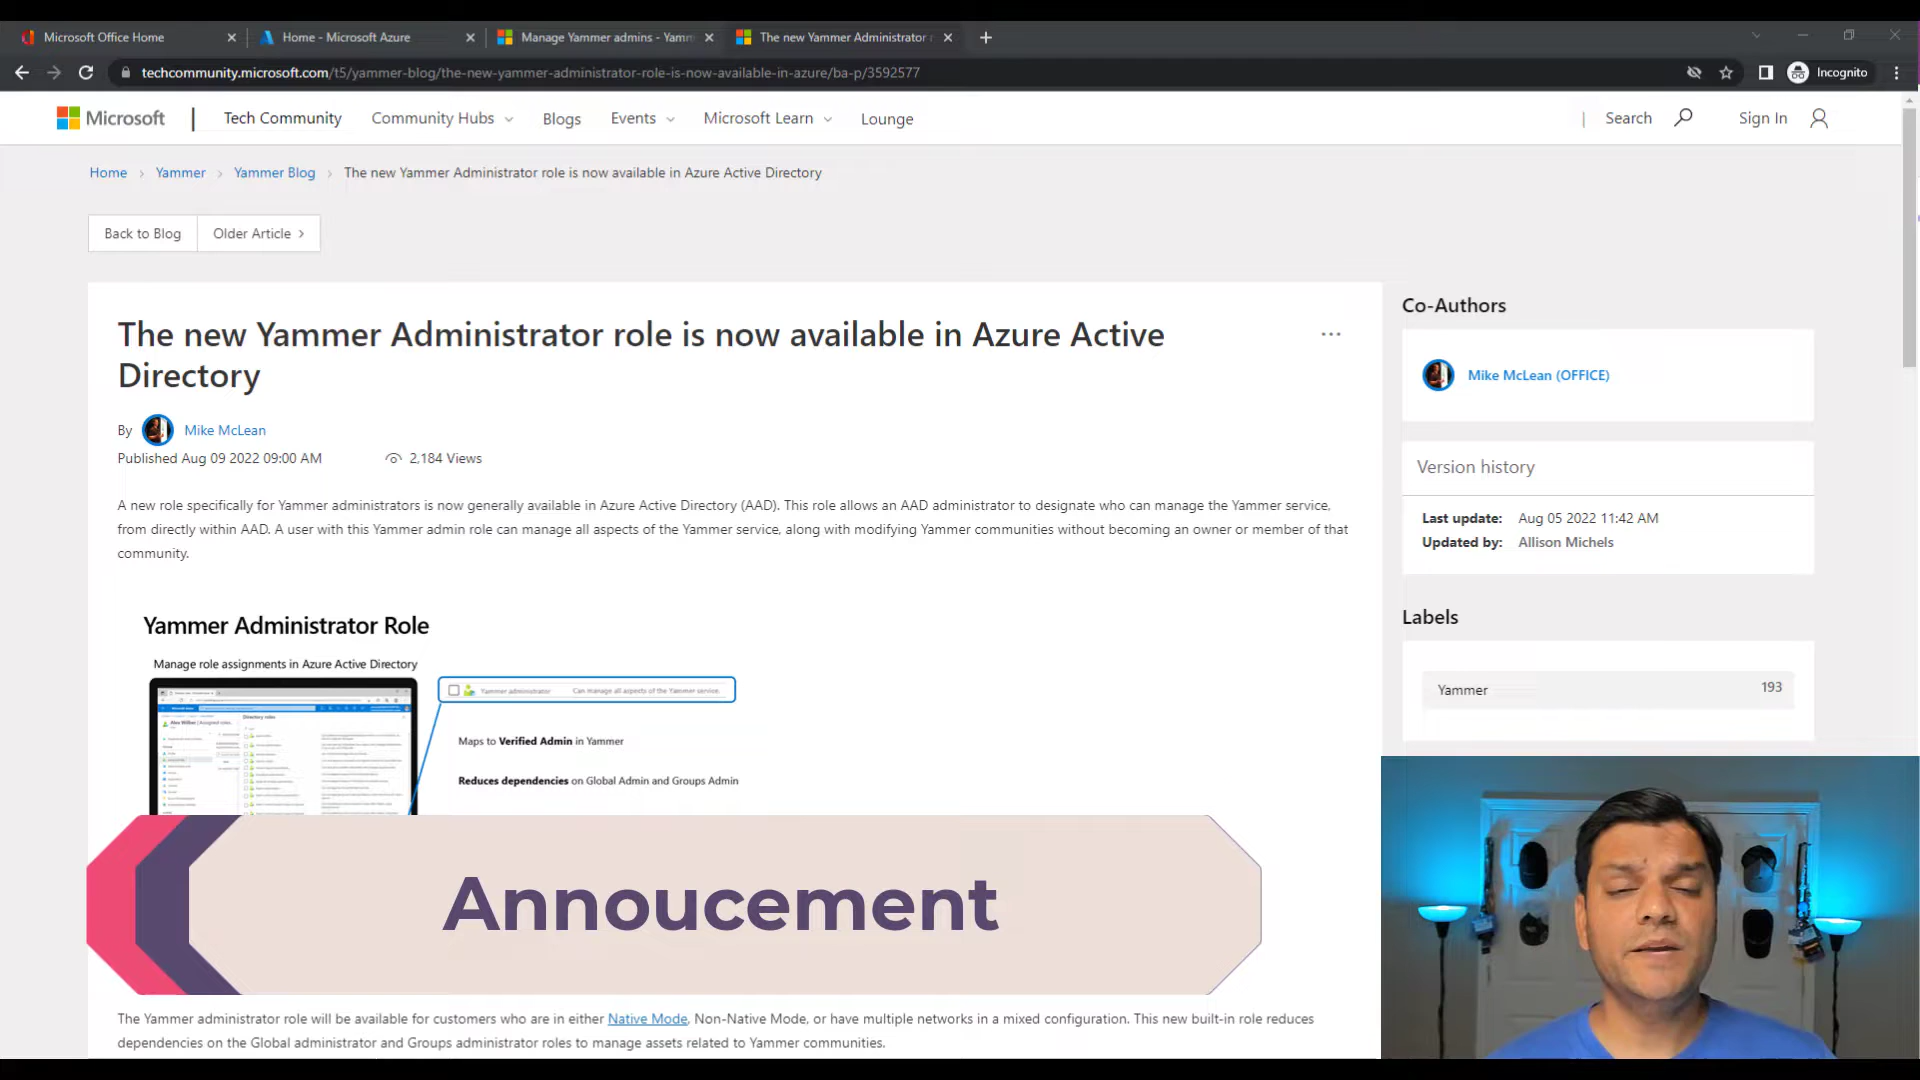 Microsoft Office Home
Home - Microsoft Azure
Manage Yammer admins - Yamm
The new Yammer Administrator r
techcommunity.microsoft.com/t5/yammer-blog/the-new-yammer-administrator-role-is-now-available-in-azure/ba-p/3592577
Incognito
Microsoft
Tech Community
Community Hubs
Blogs
Events
Microsoft Learn
Lounge
Search
Sign In
Home > Yammer > Yammer Blog > The new Yammer Administrator role is now available in Azure Active Directory
Back to Blog
Older Article >
The new Yammer Administrator role is now available in Azure Active
Directory
By Mike McLean
Published Aug 09 2022 09:00 AM
2,184 Views
A new role specifically for Yammer administrators is now generally available in Azure Active Directory (AAD). This role allows an AAD administrator to designate who can manage the Yammer service,
from directly within AAD. A user with this Yammer admin role can manage all aspects of the Yammer service, along with modifying Yammer communities without becoming an owner or member of that
community.
Yammer Administrator Role
Manage role assignments in Azure Active Directory
Directory roles
Yammer administrator
Can manage all aspects of the Yammer service.
Maps to Verified Admin in Yammer
Reduces dependencies on Global Admin and Groups Admin
Annoucement
The Yammer administrator role will be available for customers who are in either Native Mode, Non-Native Mode, or have multiple networks in a mixed configuration. This new built-in role reduces
dependencies on the Global administrator and Groups administrator roles to manage assets related to Yammer communities.
Co-Authors
Mike McLean (OFFICE)
Version history
Last update: Aug 05 2022 11:42 AM
Updated by: Allison Michels
Labels
Yammer
193